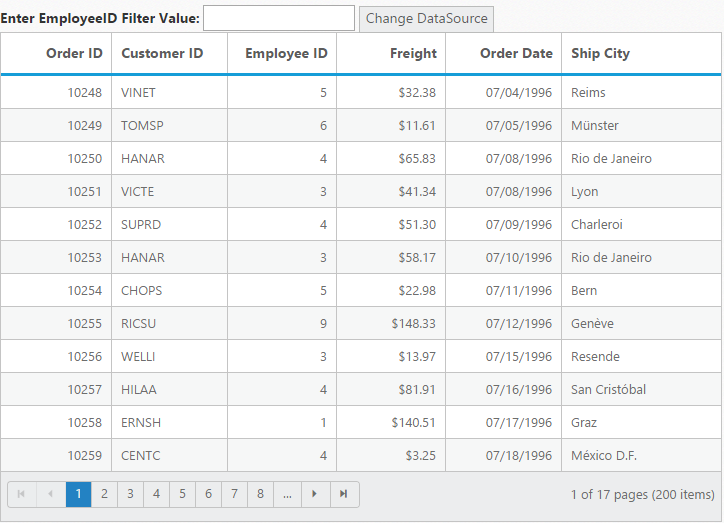 Enter EmployeeID Filter Value: Change DataSource
Order ID Customer ID Employee ID Freight Order Date Ship City
10248 VINET 5 $32.38 07/04/1996 Reims
10249 TOMSP 6 $11.61 07/05/1996 Münster
10250 HANAR 4 $65.83 07/08/1996 Rio de Janeiro
10251 VICTE 3 $41.34 07/08/1996 Lyon
10252 SUPRD 4 $51.30 07/09/1996 Charleroi
10253 HANAR 3 $58.17 07/10/1996 Rio de Janeiro
10254 CHOPS 5 $22.98 07/11/1996 Bern
10255 RICSU 9 $148.33 07/12/1996 Genève
10256 WELLI 3 $13.97 07/15/1996 Resende
10257 HILAA 4 $81.91 07/16/1996 San Cristóbal
10258 ERNSH 1 $140.51 07/17/1996 Graz
10259 CENTC 4 $3.25 07/18/1996 México D.F.
1 2 3 4 5 6 7 8 ... 1 of 17 pages (200 items)